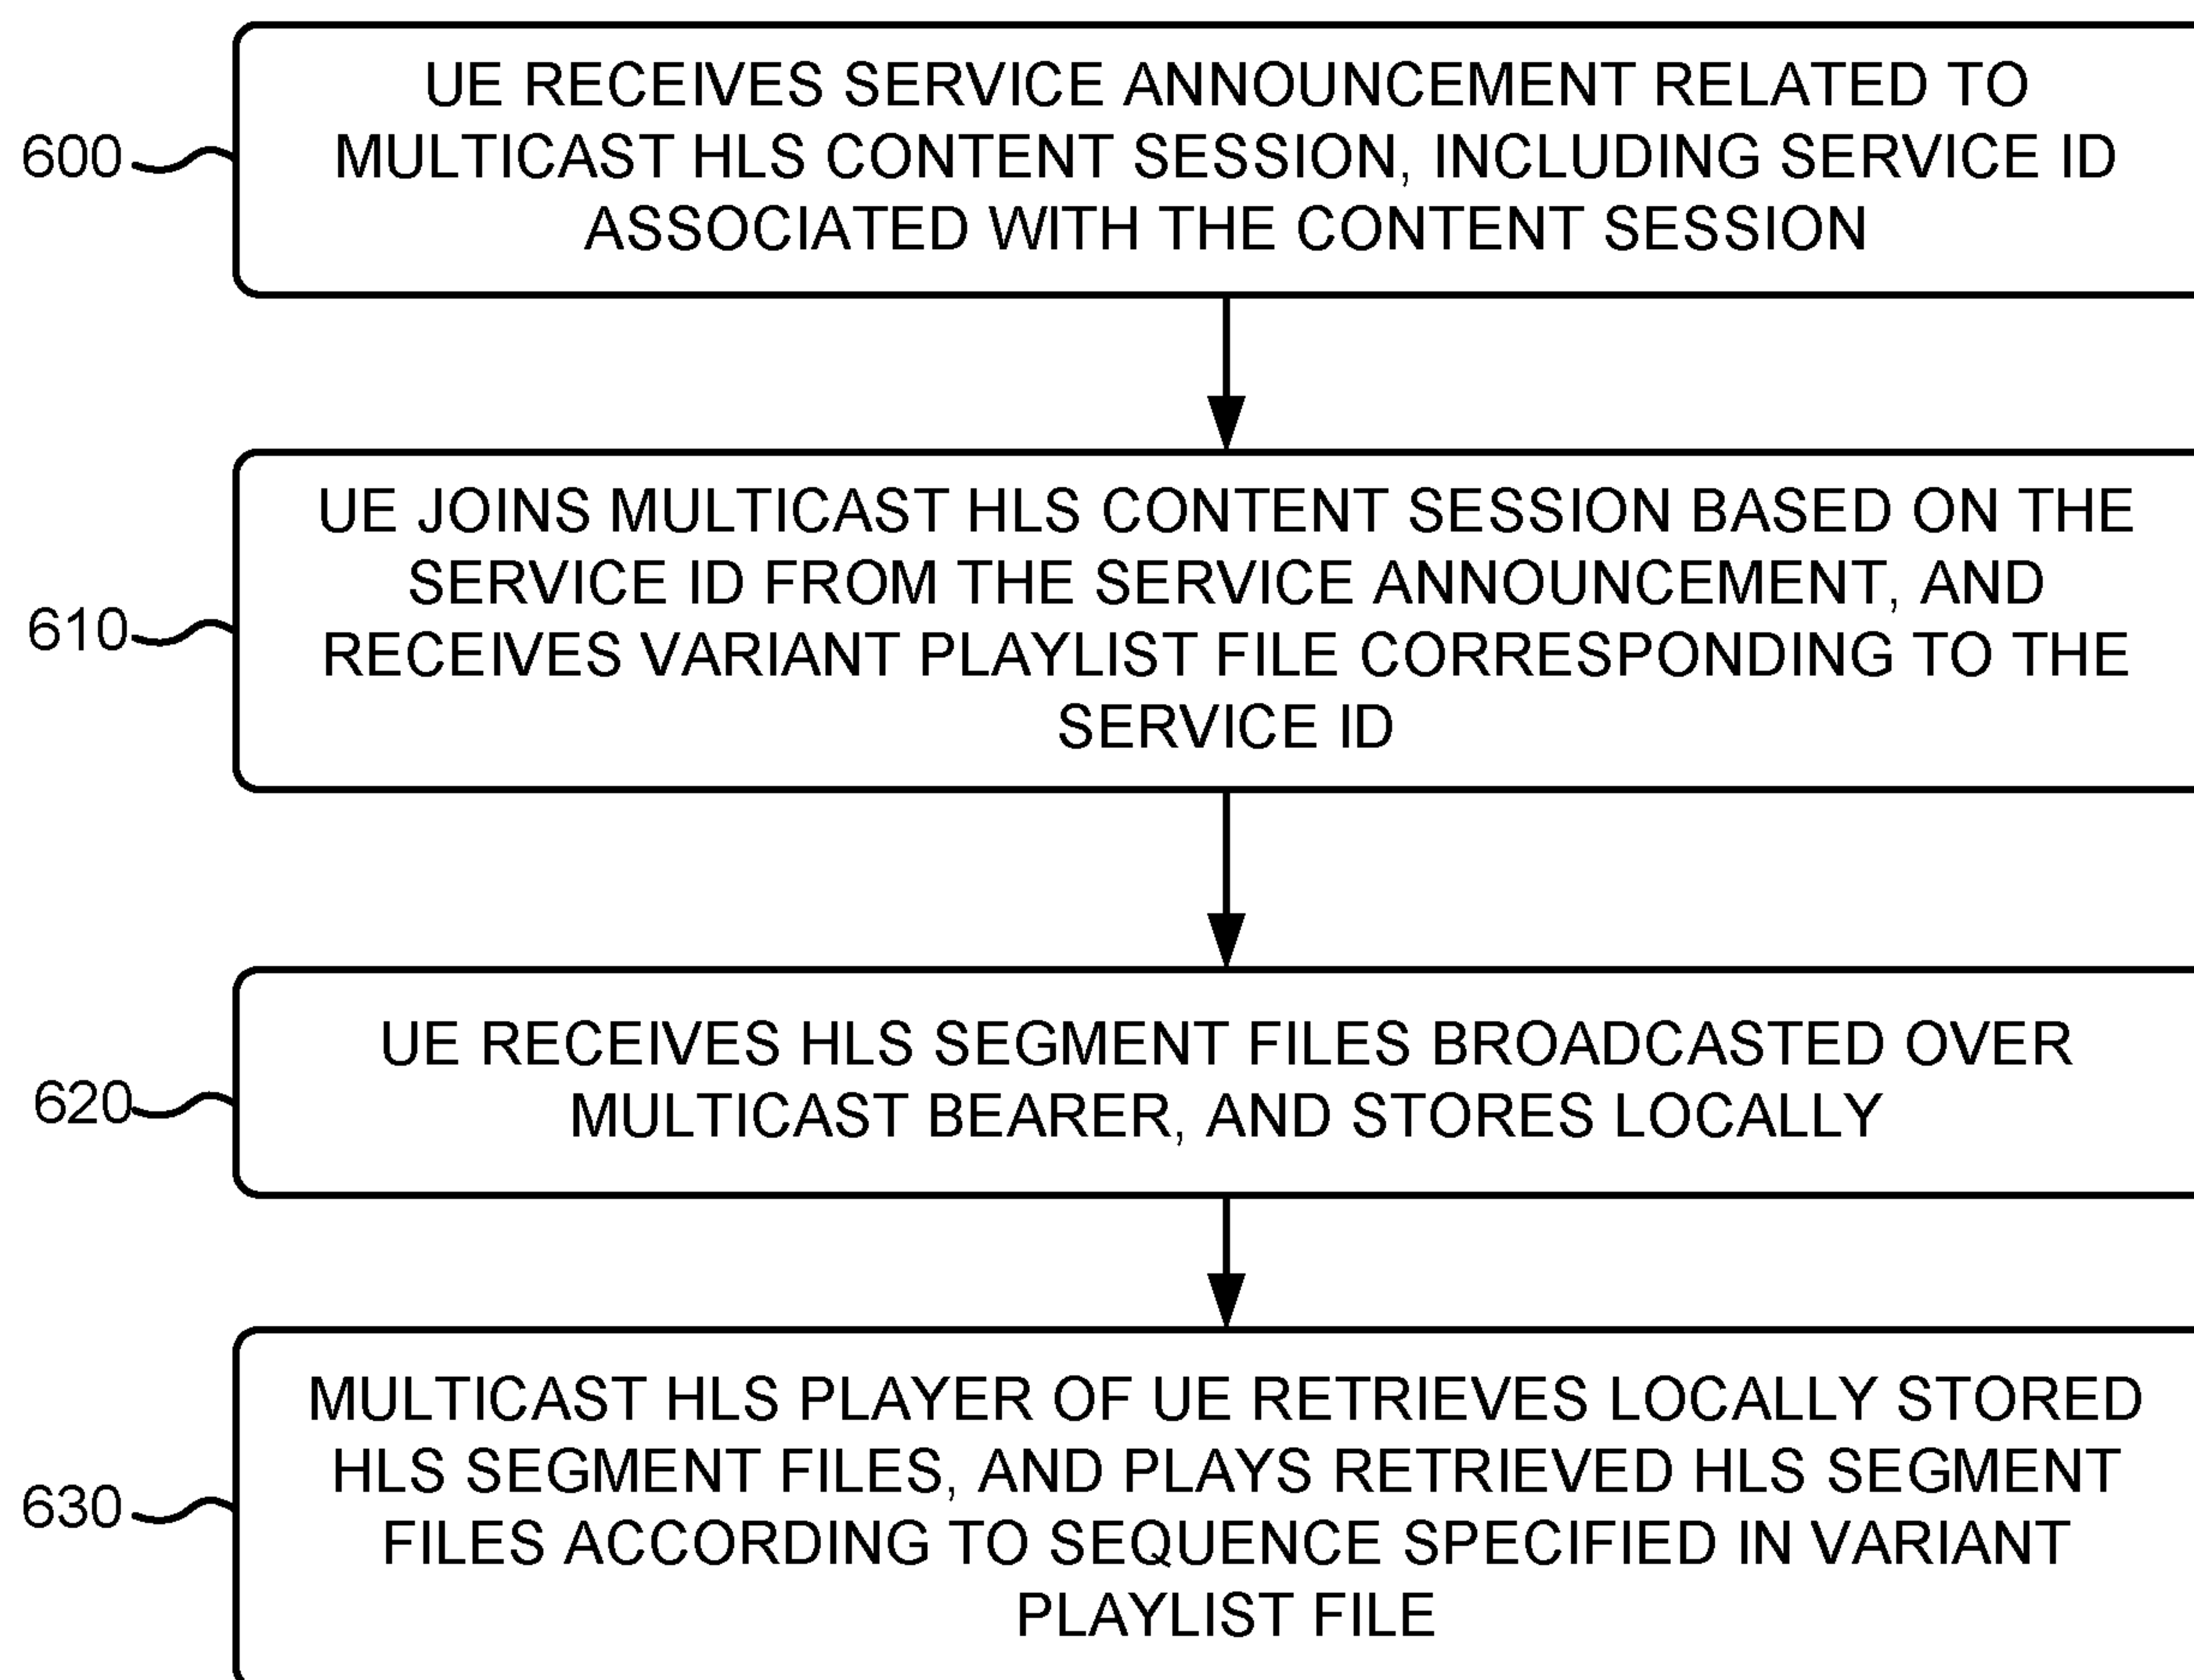 UE RECEIVES SERVICE ANNOUNCEMENT RELATED TO
600 MULTICAST HLS CONTENT SESSION, INCLUDING SERVICE ID
ASSOCIATED WITH THE CONTENT SESSION
UE JOINS MULTICAST HLS CONTENT SESSION BASED ON THE
SERVICE ID FROM THE SERVICE ANNOUNCEMENT, AND
610
RECEIVES VARIANT PLAYLIST FILE CORRESPONDING TO THE
SERVICE ID
UE RECEIVES HLS SEGMENT FILES BROADCASTED OVER
620
MULTICAST BEARER, AND STORES LOCALLY
MULTICAST HLS PLAYER OF UE RETRIEVES LOCALLY STORED
HLS SEGMENT FILES, AND PLAYS RETRIEVED HLS SEGMENT
630
FILES ACCORDING TO SEQUENCE SPECIFIED IN VARIANT
PLAYLIST FILE